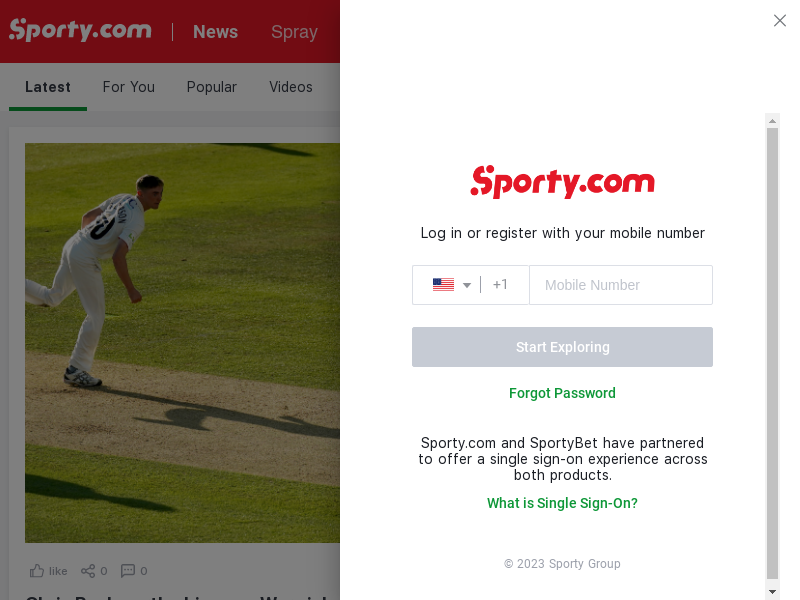 Sporty.com
News
Spray
Latest
For You
Popular
Videos
like
0
0
Sporty.com
Log in or register with your mobile number
+1
Mobile Number
Start Exploring
Forgot Password
Sporty.com and SportyBet have partnered
to offer a single sign-on experience across
both products.
What is Single Sign-On?
© 2023 Sporty Group